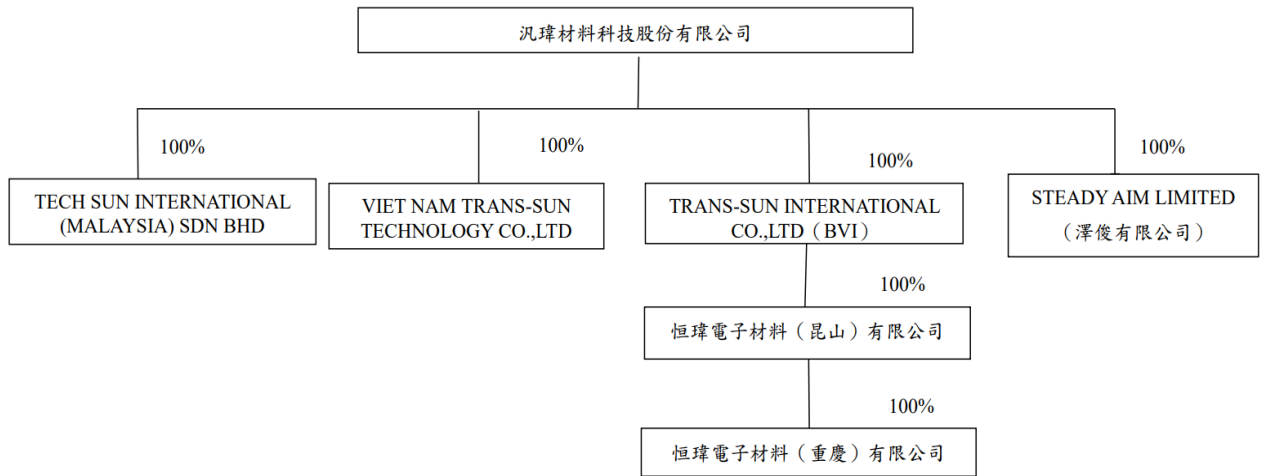 汎瑋材料科技股份有限公司
100%
100%
100%
100%
TECH SUN INTERNATIONAL
(MALAYSIA) SDN BHD
VIET NAM TRANS-SUN
TECHNOLOGY CO.,LTD
TRANS-SUN INTERNATIONAL
CO.,LTD（BVI）
STEADY AIM LIMITED
（澤俊有限公司）
100%
恒瑋電子材料（昆山）有限公司
100%
恒瑋電子材料（重慶）有限公司